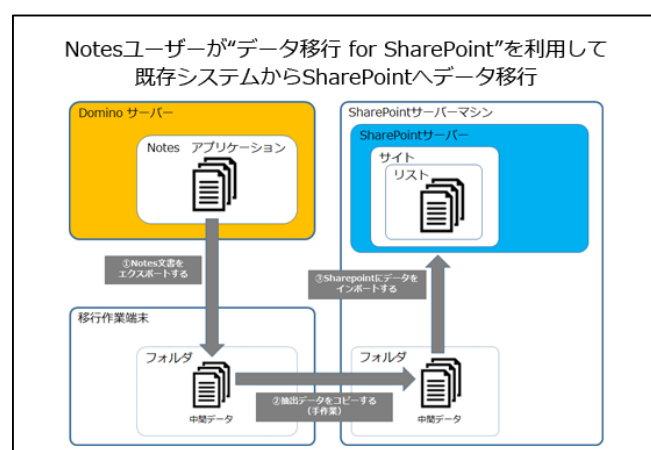 Notesユーザーが“データ移行 for SharePoint”を利用して
既存システムからSharePointへデータ移行
Domino サーバー
Notes アプリケーション
SharePointサーバーマシン
SharePointサーバー
サイト
リスト
①Notes文書を
エクスポートする
③Sharepointにデータを
インポートする
移行作業端末
フォルダ
中間データ
②抽出データをコピーする
（手作業）
フォルダ
中間データ